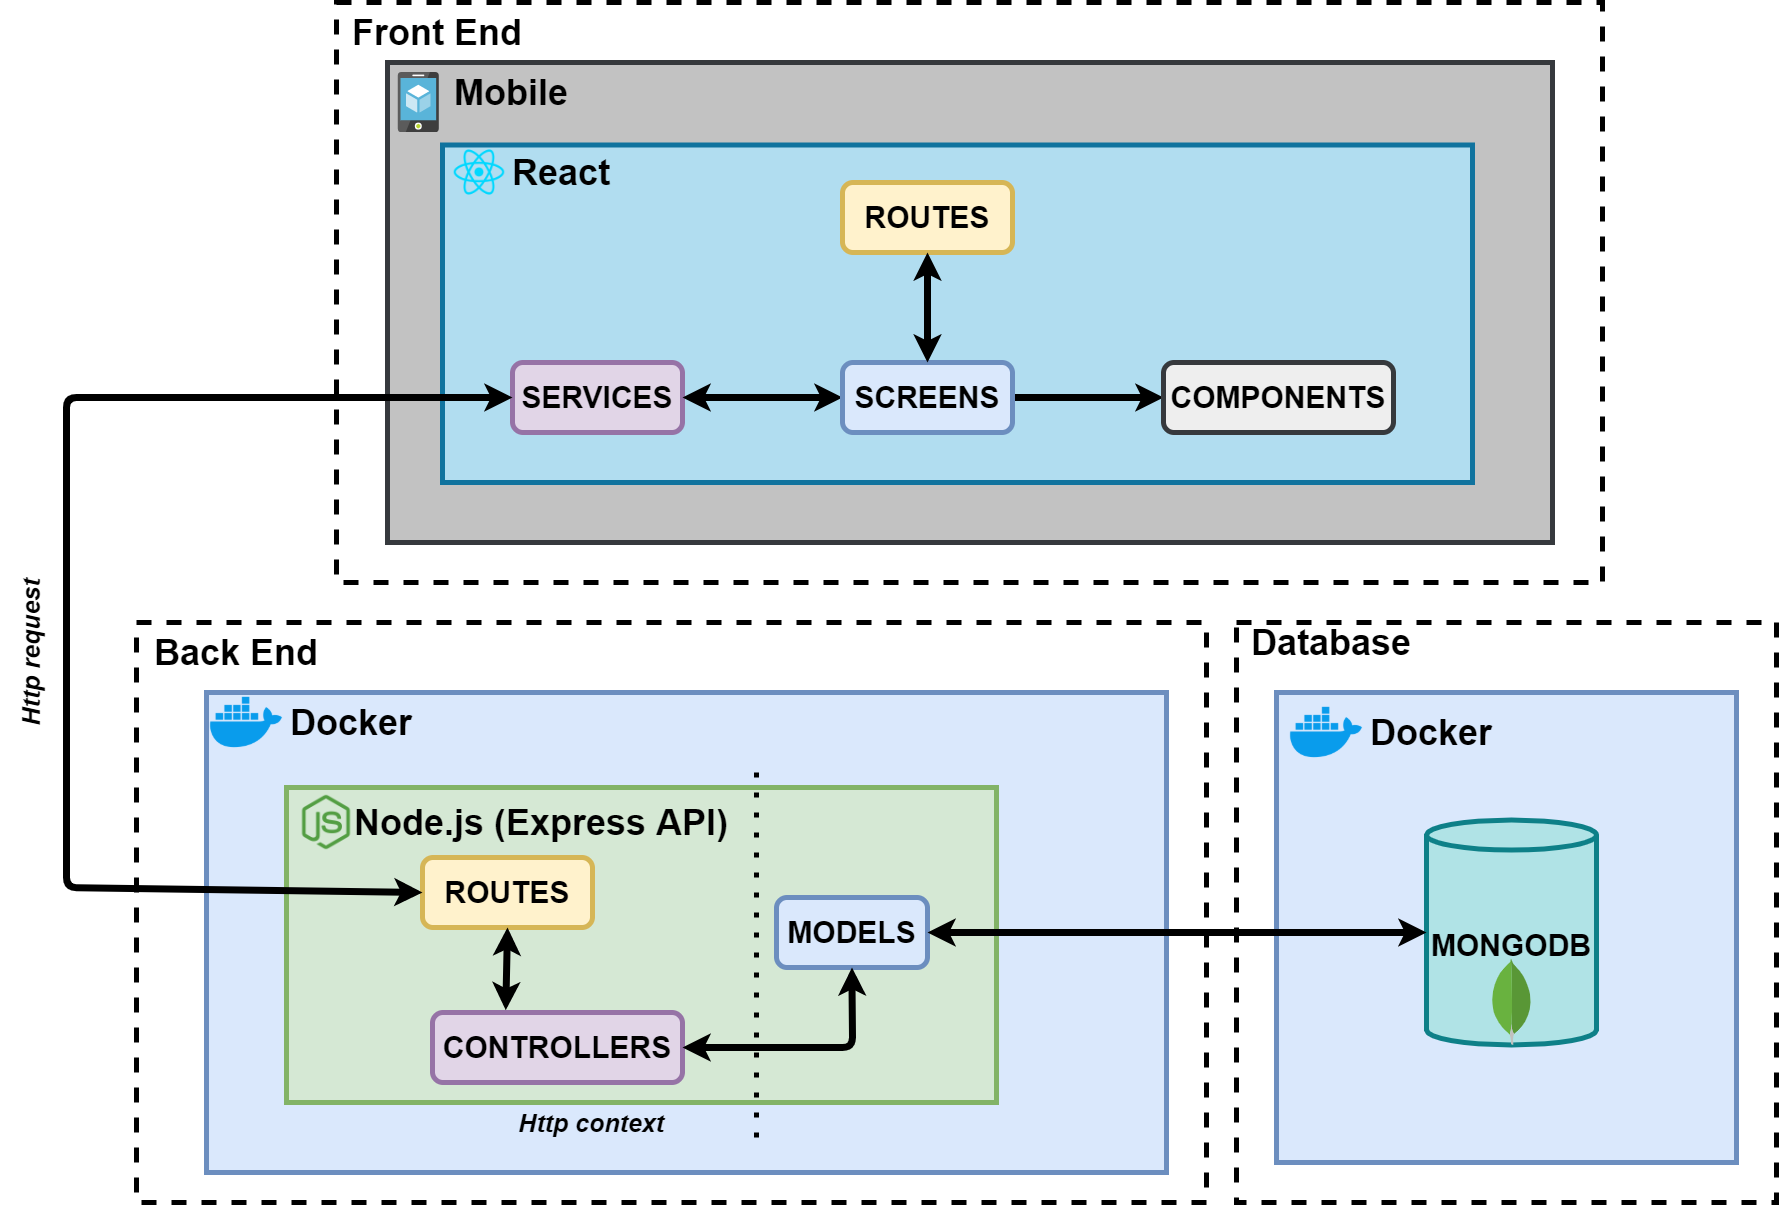 Front End
Mobile
React
ROUTES
SERVICES
SCREENS
COMPONENTS
Http request
Back End
Docker
Node.js (Express API)
JS
ROUTES
MODELS
CONTROLLERS
Http context
Database
Docker
MONGODB